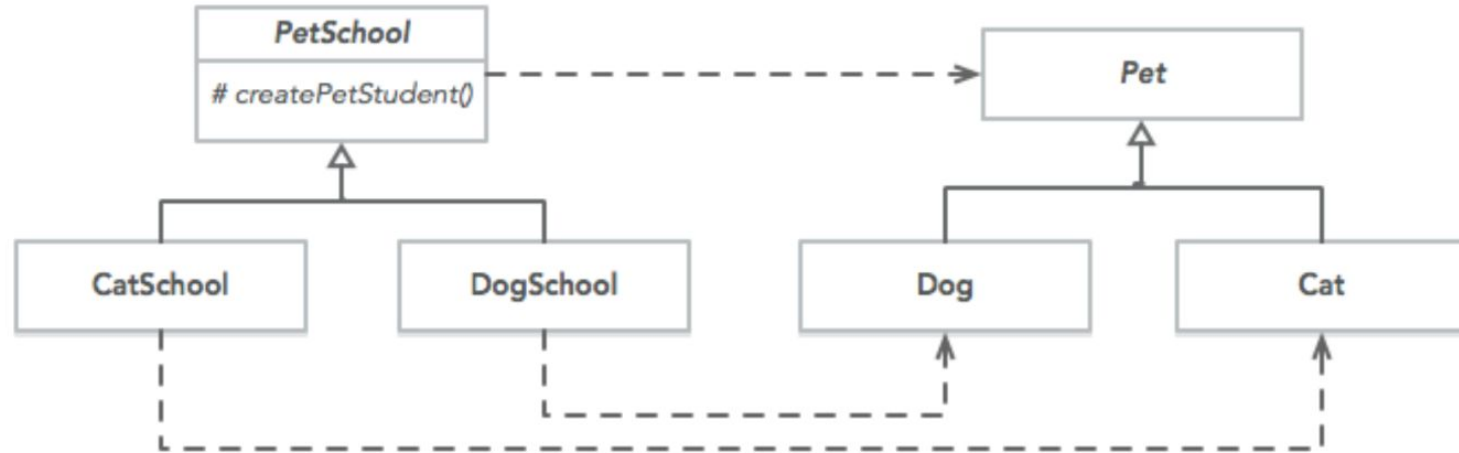 PetSchool
# createPetStudent()
Pet
CatSchool
DogSchool
Dog
Cat